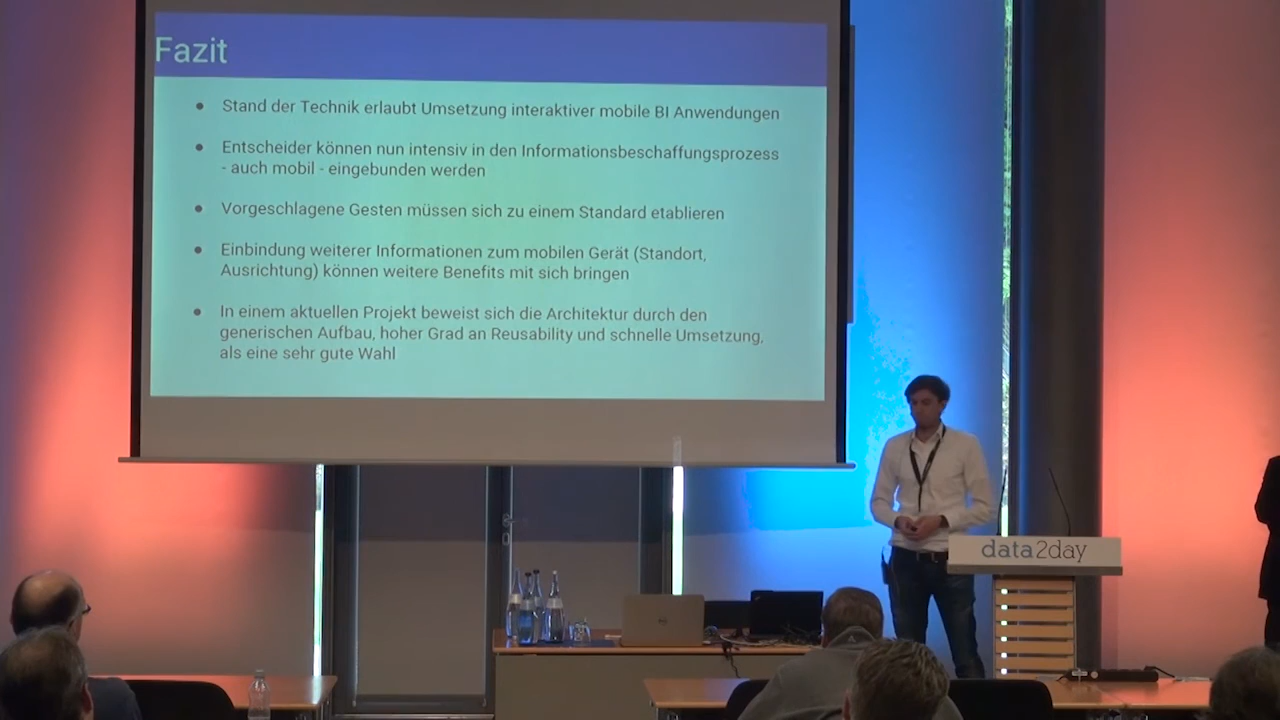 Fazit
● Stand der Technik erlaubt Umsetzung interaktiver mobile BI Anwendungen
● Entscheider können nun intensiv in den Informationsbeschaffungsprozess
- auch mobil - eingebunden werden
● Vorgeschlagene Gesten müssen sich zu einem Standard etablieren
● Einbindung weiterer Informationen zum mobilen Gerät (Standort,
Ausrichtung) können weitere Benefits mit sich bringen
● In einem aktuellen Projekt beweist sich die Architektur durch den
generischen Aufbau, hoher Grad an Reusability und schnelle Umsetzung,
als eine sehr gute Wahl
data2day